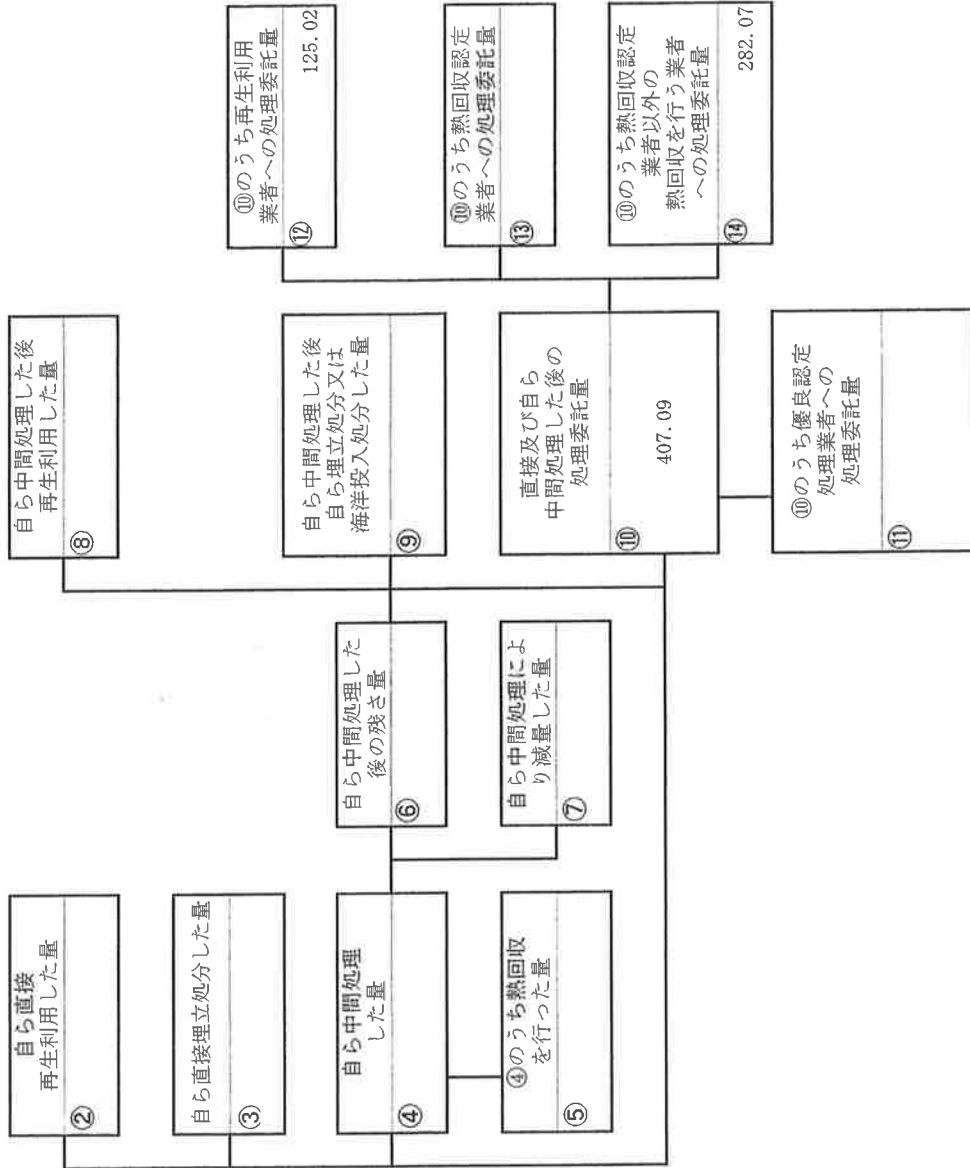 自ら直接
再生利用した量
②
自ら直接埋立処分した量
③
自ら中間処理
した量
④
④のうち熱回収
を行った量
⑤
自ら中間処理した
後の残さ量
⑥
自ら中間処理によ
り減量した量
⑦
自ら中間処理した後
再生利用した量
⑧
自ら中間処理した後
自ら埋立処分又は
海洋投入処分した量
⑨
直接及び自ら
中間処理した後の
処理委託量
⑩
407.09
⑩のうち優良認定
処理業者への
処理委託量
⑪
⑩のうち再生利用
業者への処理委託量
⑫
125.02
⑩のうち熱回収認定
業者への処理委託量
⑬
⑩のうち熱回収認定
業者以外の
熱回収を行う業者
への処理委託量
⑭
282.07